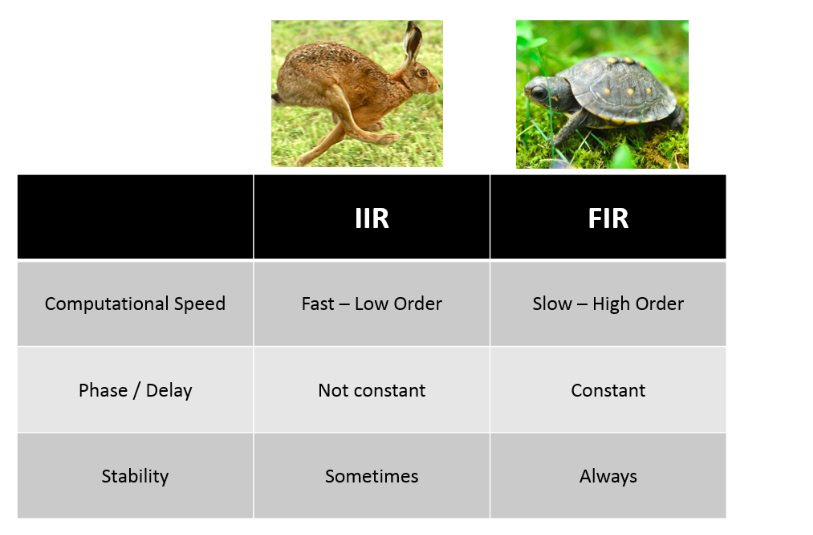 IIR
FIR
Computational Speed
Fast – Low Order
Slow – High Order
Phase / Delay
Not constant
Constant
Stability
Sometimes
Always